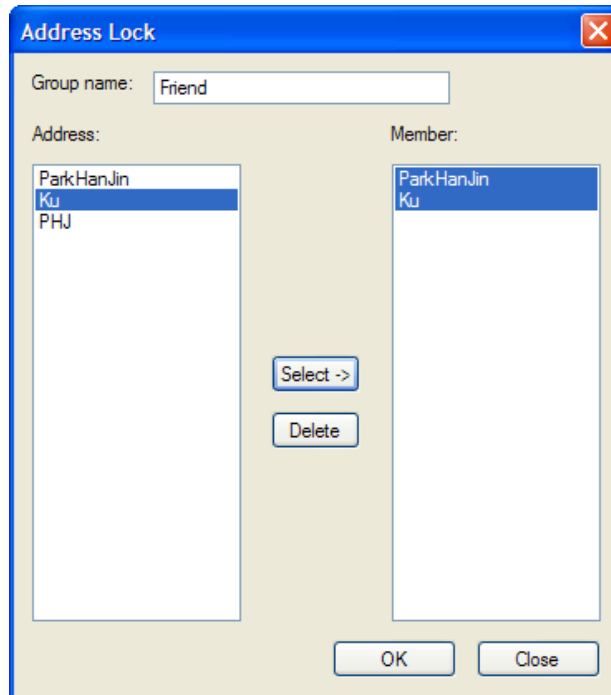 Address Lock
Group name: Friend
Address: Member:
ParkHanJin ParkHanJin
Ku Ku
PHJ
Select ->
Delete
OK Close